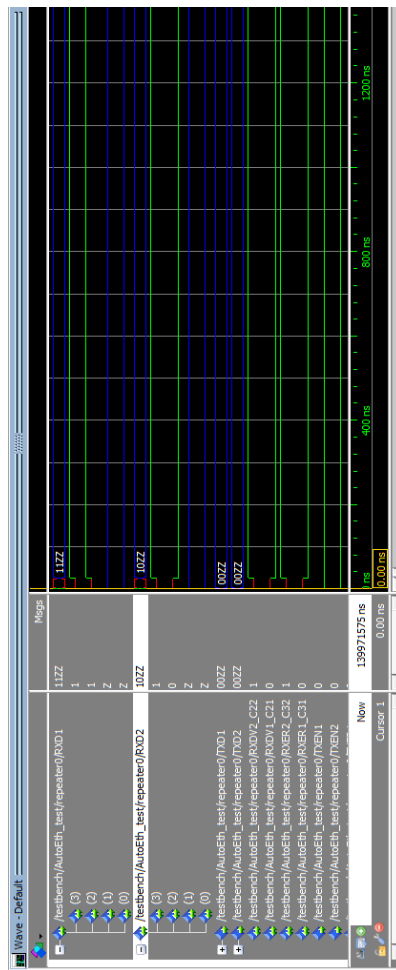 Wave - Default
Msgs
/testbench/AutoEth_test/repeater0/RXD1 11ZZ 11ZZ
(3) 1
(2) 1
(1) Z
(0) Z
/testbench/AutoEth_test/repeater0/RXD2 10ZZ 10ZZ
(3) 1
(2) 0
(1) Z
(0) Z
/testbench/AutoEth_test/repeater0/TXD1 00ZZ 00ZZ
/testbench/AutoEth_test/repeater0/TXD2 00ZZ 00ZZ
/testbench/AutoEth_test/repeater0/RXDV2_C22 1
/testbench/AutoEth_test/repeater0/RXDV1_C21 0
/testbench/AutoEth_test/repeater0/RXER2_C32 1
/testbench/AutoEth_test/repeater0/RXER1_C31 0
/testbench/AutoEth_test/repeater0/TXEN1 0
/testbench/AutoEth_test/repeater0/TXEN2 0
Now 139971575 ns ns 400 ns 800 ns 1200 ns
Cursor 1 0.00 ns 0.00 ns